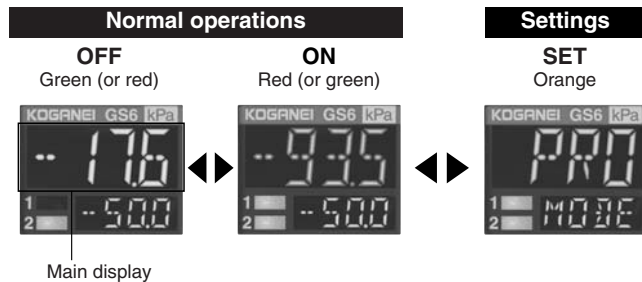 Normal operations
Settings
OFF
ON
SET
Green (or red)
Red (or green)
Orange
KOGANEI GS6 kPa
-17.6
1
2
-50.0
KOGANEI GS6 kPa
-93.5
1
2
-50.0
KOGANEI GS6 kPa
PRO
1
2
MODE
Main display